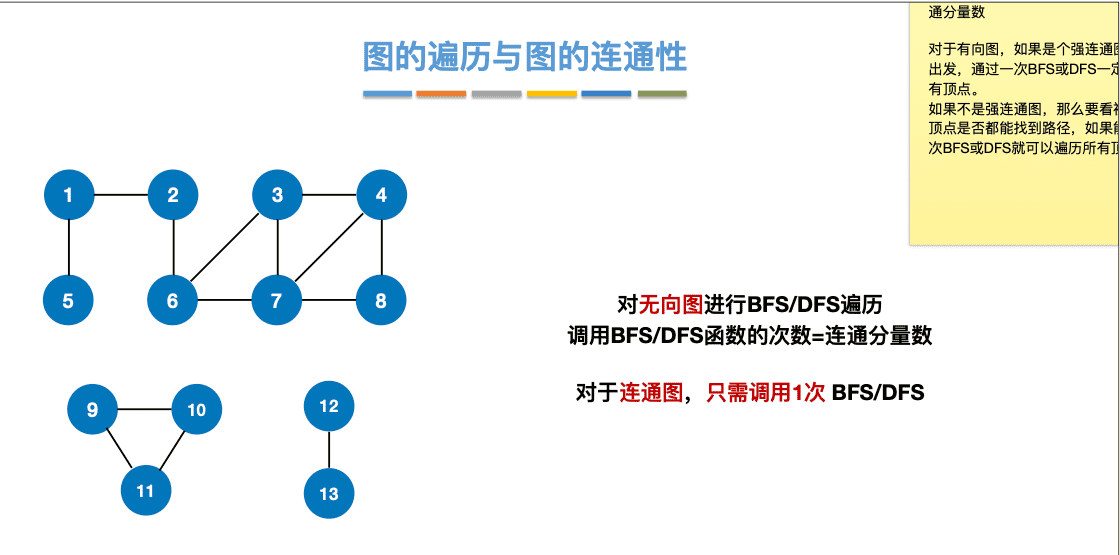 图的遍历与图的连通性
通分量数
对于有向图，如果是个强连通
出发，通过一次BFS或DFS一定
有顶点。
如果不是强连通图，那么要看
顶点是否都能找到路径，如果
次BFS或DFS就可以遍历所有
1
2
3
4
5
6
7
8
对无向图进行BFS/DFS遍历
调用BFS/DFS函数的次数=连通分量数
对于连通图，只需调用1次 BFS/DFS
9
10
12
11
13